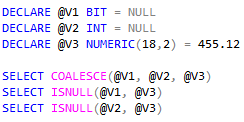 DECLARE @V1 BIT = NULL
DECLARE @V2 INT = NULL
DECLARE @V3 NUMERIC(18,2) = 455.12
SELECT COALESCE(@V1, @V2, @V3)
SELECT ISNULL(@V1, @V3)
SELECT ISNULL(@V2, @V3)